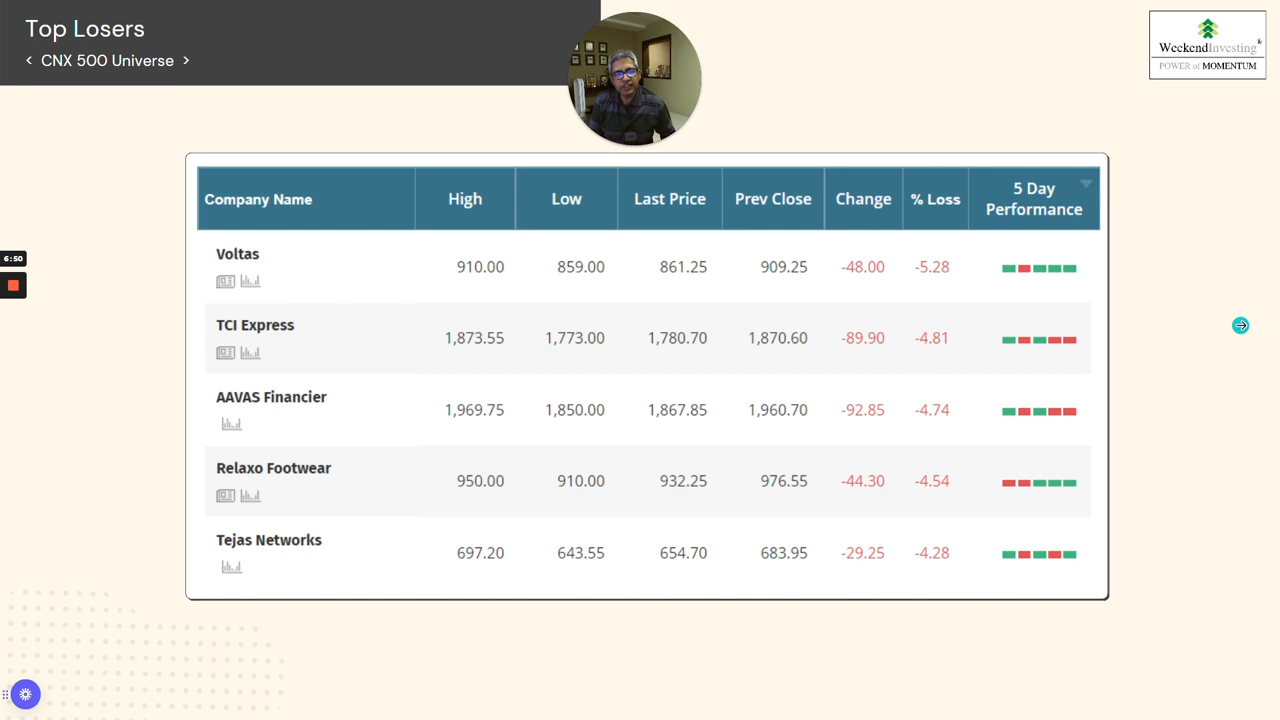 Top Losers
< CNX 500 Universe >
WeekendInvesting
POWER of MOMENTUM
Company Name High Low Last Price Prev Close Change % Loss 5 Day Performance
Voltas 910.00 859.00 861.25 909.25 -48.00 -5.28
TCI Express 1,873.55 1,773.00 1,780.70 1,870.60 -89.90 -4.81
AAVAS Financier 1,969.75 1,850.00 1,867.85 1,960.70 -92.85 -4.74
Relaxo Footwear 950.00 910.00 932.25 976.55 -44.30 -4.54
Tejas Networks 697.20 643.55 654.70 683.95 -29.25 -4.28
6:50